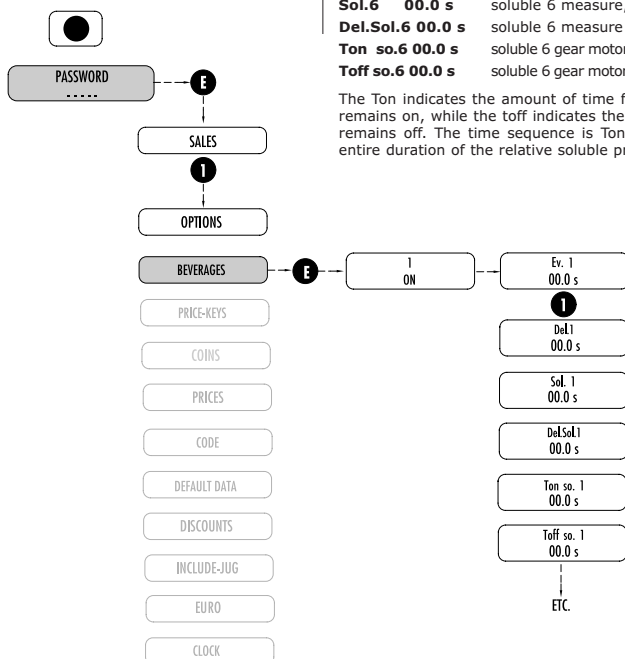 Sol.6 00.0 s soluble 6 measure,
Del.Sol.6 00.0 s soluble 6 measure
Ton so.6 00.0 s soluble 6 gear motor
Toff so.6 00.0 s soluble 6 gear motor
The Ton indicates the amount of time
remains on, while the toff indicates the
remains off. The time sequence is Ton
entire duration of the relative soluble
PASSWORD
.....
E
SALES
1
OPTIONS
BEVERAGES
E
1
ON
Ev. 1
00.0 s
1
Del.1
00.0 s
Sol. 1
00.0 s
Del.Sol.1
00.0 s
Ton so. 1
00.0 s
Toff so. 1
00.0 s
ETC.
PRICE-KEYS
COINS
PRICES
CODE
DEFAULT DATA
DISCOUNTS
INCLUDE-JUG
EURO
CLOCK